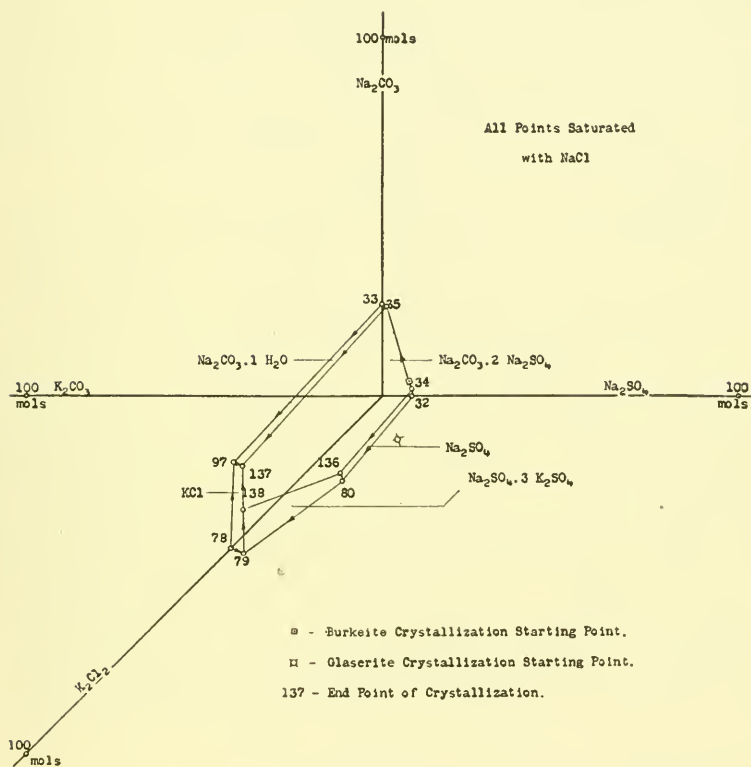 100 mols
Na₂CO₃
All Points Saturated
with NaCl
33
35
Na₂CO₃.1 H₂O
Na₂CO₃.2 Na₂SO₄
34
100
mols
K₂CO₃
Na₂SO₄
100
mols
32
Na₂SO₄
97
137
136
80
KCl
138
Na₂SO₄.3 K₂SO₄
78
79
¤ - Burkeite Crystallization Starting Point.
¤ - Glaserite Crystallization Starting Point.
137 - End Point of Crystallization.
K₂Cl₂
100
mols